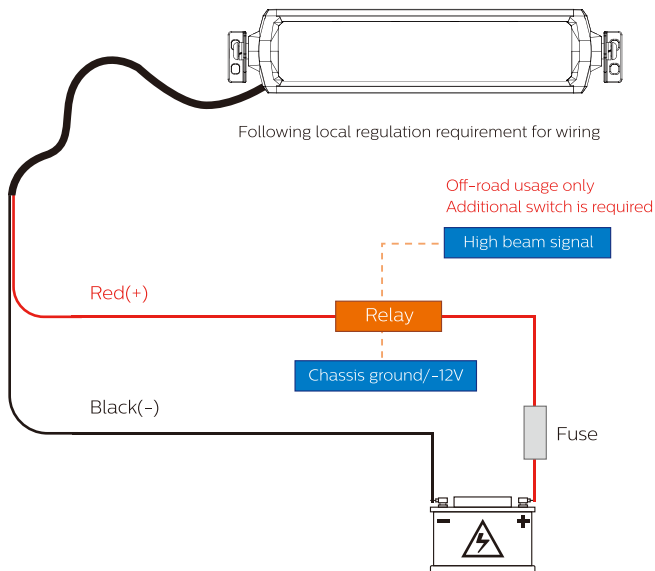 Following local regulation requirement for wiring
Off-road usage only
Additional switch is required
High beam signal
Red(+)
Relay
Chassis ground/-12V
Black(-)
Fuse
- +